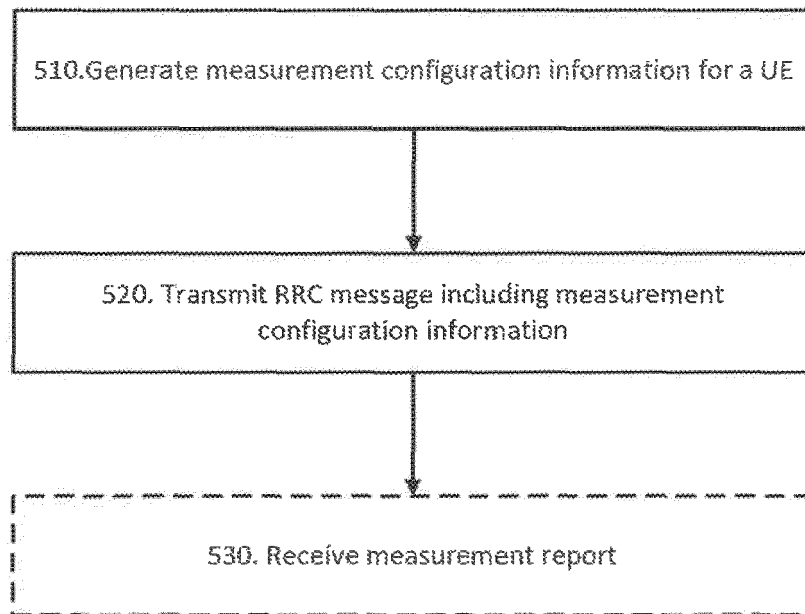 510.Generate measurement configuration information for a UE
520. Transmit RRC message including measurement
configuration information
530. Receive measurement report